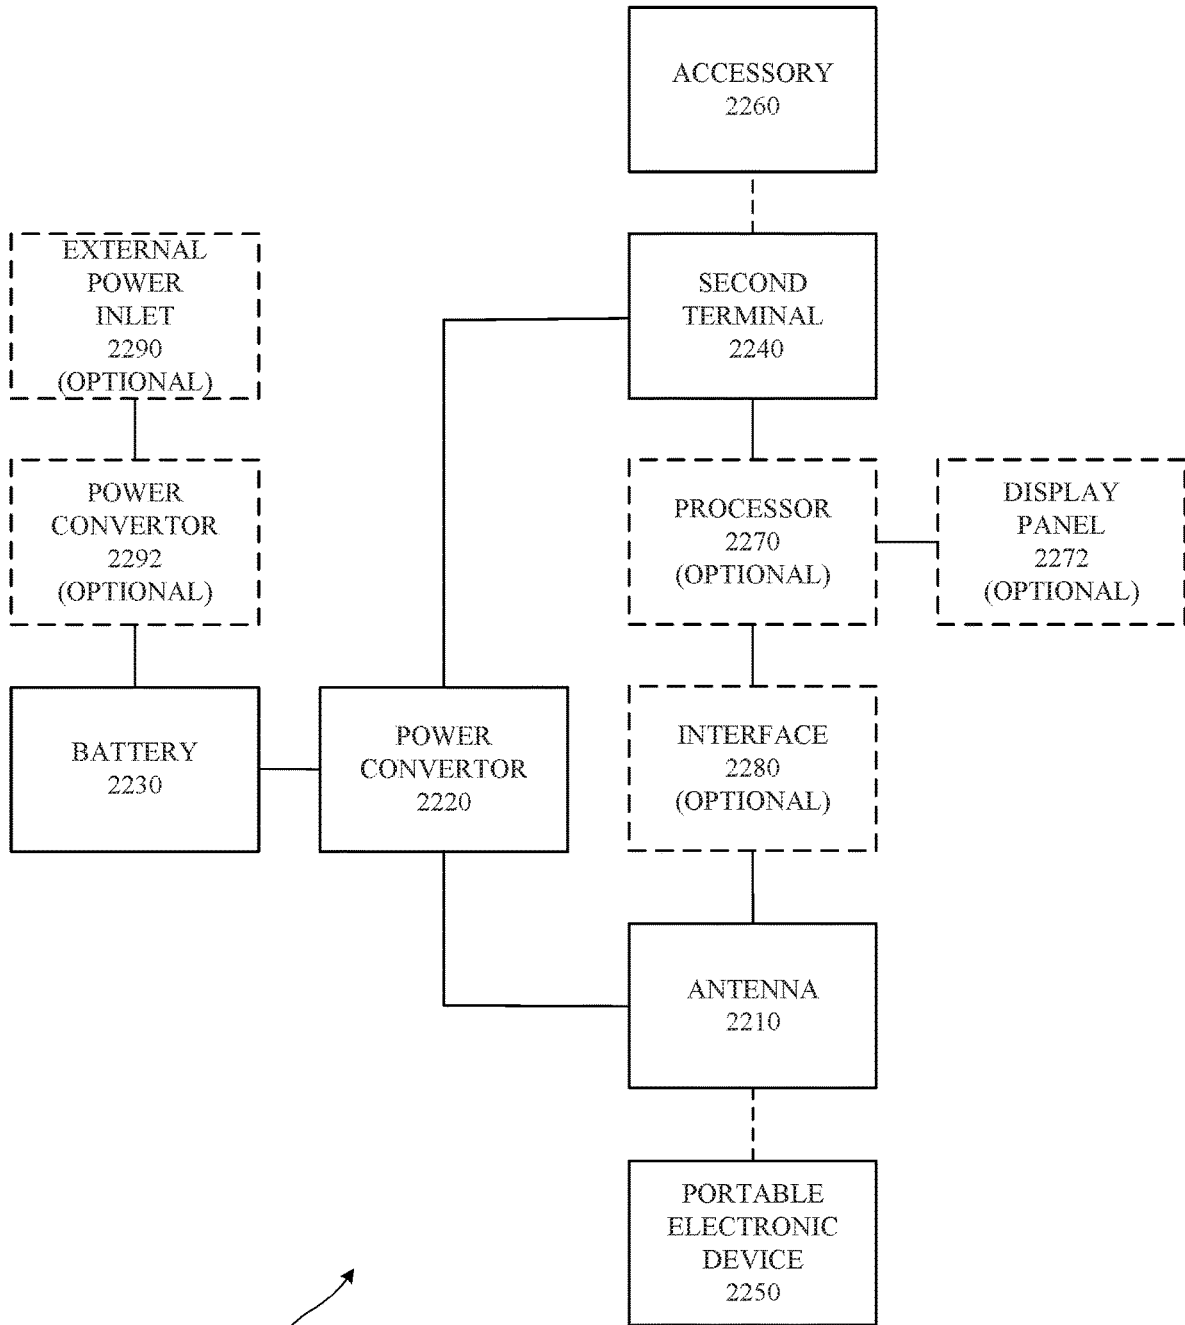 ACCESSORY
2260
EXTERNAL
POWER
INLET
2290
(OPTIONAL)
SECOND
TERMINAL
2240
POWER
CONVERTOR
2292
(OPTIONAL)
PROCESSOR
2270
(OPTIONAL)
DISPLAY
PANEL
2272
(OPTIONAL)
BATTERY
2230
POWER
CONVERTOR
2220
INTERFACE
2280
(OPTIONAL)
ANTENNA
2210
PORTABLE
ELECTRONIC
DEVICE
2250